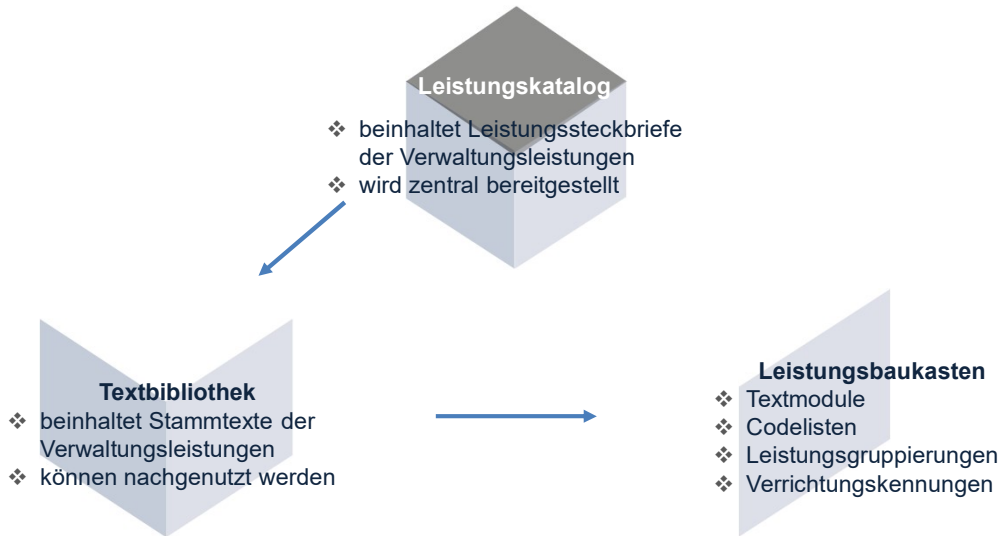 Leistungskatalog
❖ beinhaltet Leistungssteckbriefe
der Verwaltungsleistungen
❖ wird zentral bereitgestellt
Textbibliothek
❖ beinhaltet Stammtexte der
Verwaltungsleistungen
❖ können nachgenutzt werden
Leistungsbaukasten
❖ Textmodule
❖ Codelisten
❖ Leistungsgruppierungen
❖ Verrichtungskennungen